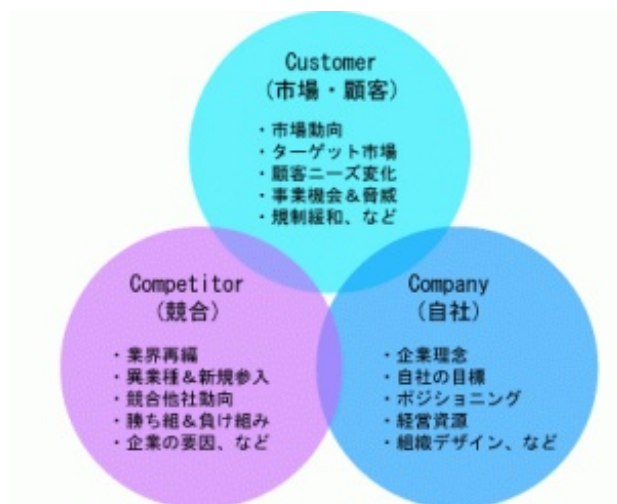 Customer
(市場・顧客)
・市場動向
・ターゲット市場
・顧客ニーズ変化
・事業機会＆脅威
・規制緩和、など
Competitor
(競合)
・業界再編
・異業種＆新規参入
・競合他社動向
・勝ち組＆負け組み
・企業の要因、など
Company
(自社)
・企業理念
・自社の目標
・ポジショニング
・経営資源
・組織デザイン、など